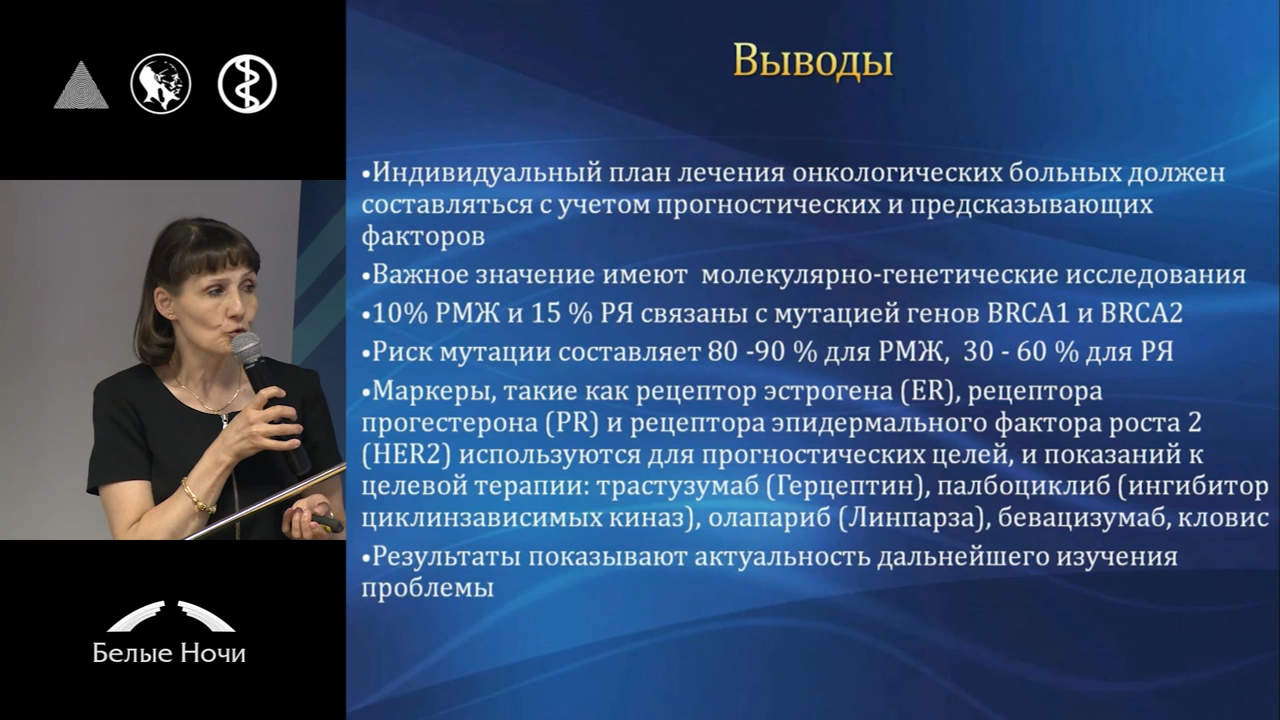 Выводы
•Индивидуальный план лечения онкологических больных должен
составляться с учетом прогностических и предсказывающих
факторов
•Важное значение имеют  молекулярно-генетические исследования
•10% РМЖ и 15 % РЯ связаны с мутацией генов BRCA1 и BRCA2
•Риск мутации составляет 80 -90 % для РМЖ,  30 - 60 % для РЯ
•Маркеры, такие как рецептор эстрогена (ER), рецептора
прогестерона (PR) и рецептора эпидермального фактора роста 2
(HER2) используются для прогностических целей, и показаний к
целевой терапии: трастузумаб (Герцептин), палбоциклиб (ингибитор
циклинзависимых киназ), олапариб (Линпарза), бевацизумаб, кловис
•Результаты показывают актуальность дальнейшего изучения
проблемы
Белые Ночи